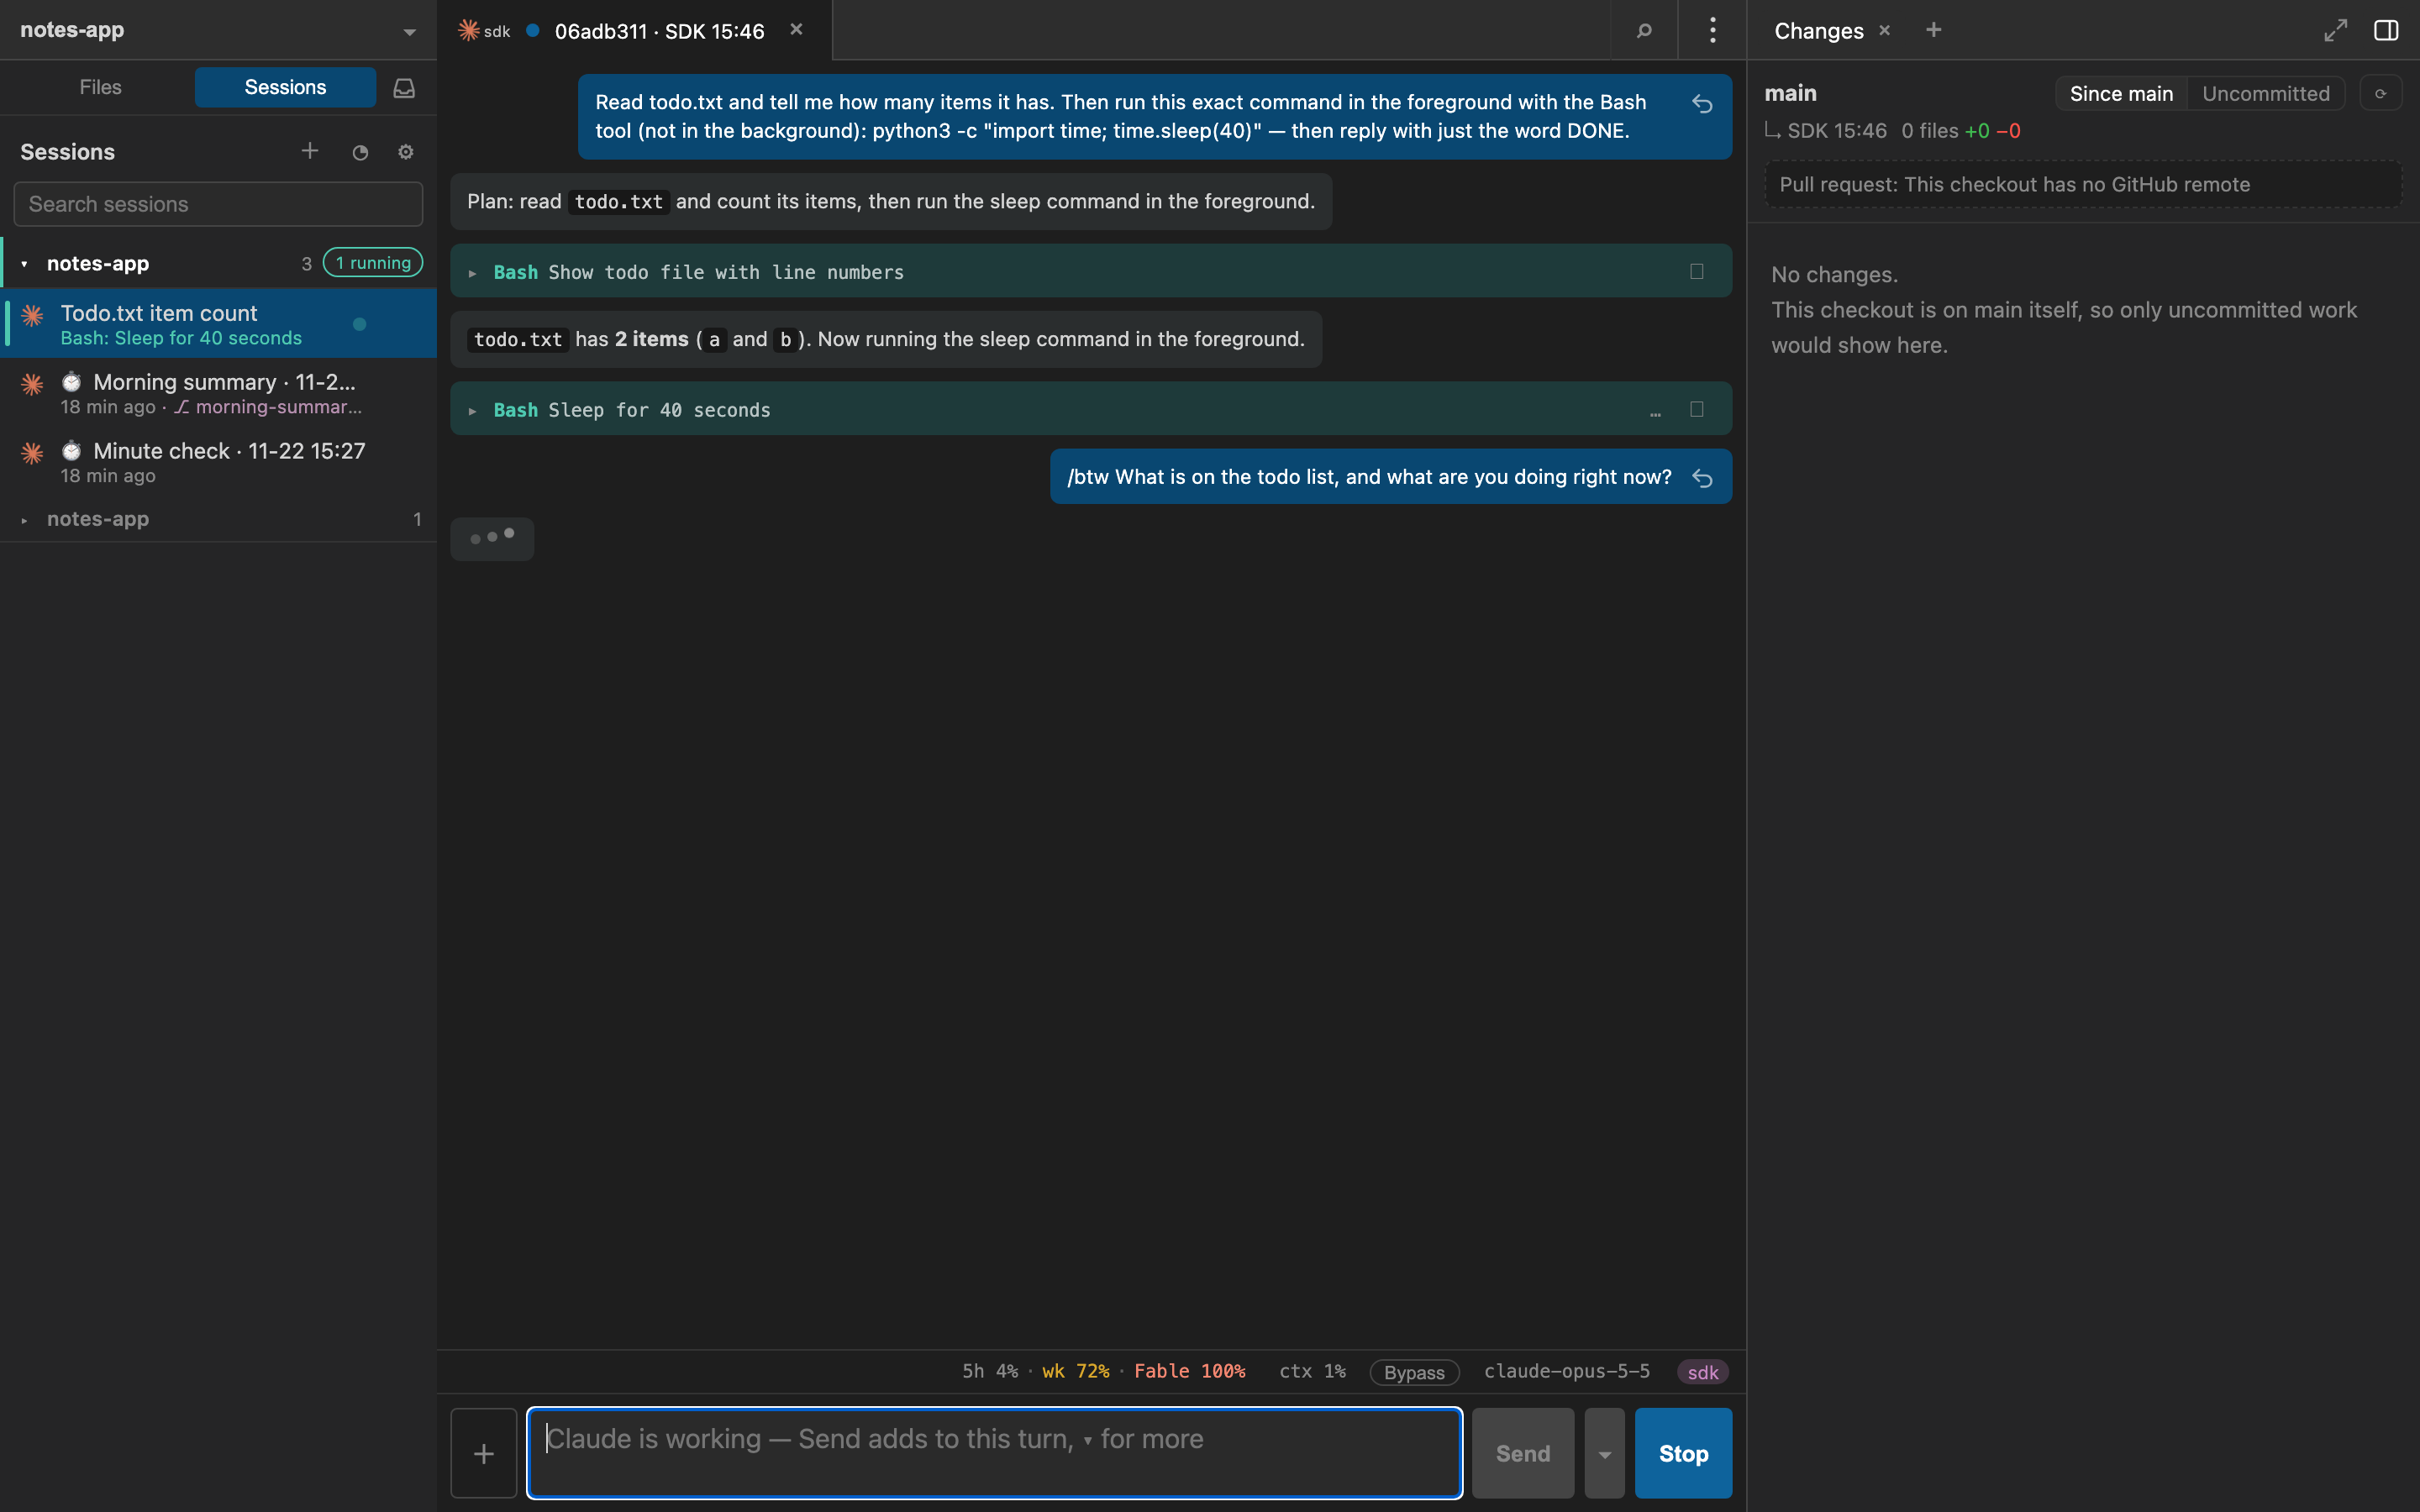 notes-app
Files
Sessions
Sessions
Search sessions
notes-app 3 1 running
Todo.txt item count
Bash: Sleep for 40 seconds
Morning summary · 11-2...
18 min ago · morning-summar...
Minute check · 11-22 15:27
18 min ago
notes-app 1
sdk 06adb311 · SDK 15:46
Read todo.txt and tell me how many items it has. Then run this exact command in the foreground with the Bash
tool (not in the background): python3 -c "import time; time.sleep(40)" — then reply with just the word DONE.
Plan: read todo.txt and count its items, then run the sleep command in the foreground.
Bash Show todo file with line numbers
todo.txt has 2 items (a and b). Now running the sleep command in the foreground.
Bash Sleep for 40 seconds …
/btw What is on the todo list, and what are you doing right now?
5h 4% · wk 72% · Fable 100% ctx 1% Bypass claude-opus-5-5 sdk
Claude is working — Send adds to this turn, ▾ for more
Send
Stop
Changes
main
Since main
Uncommitted
SDK 15:46 0 files +0 −0
Pull request: This checkout has no GitHub remote
No changes.
This checkout is on main itself, so only uncommitted work
would show here.